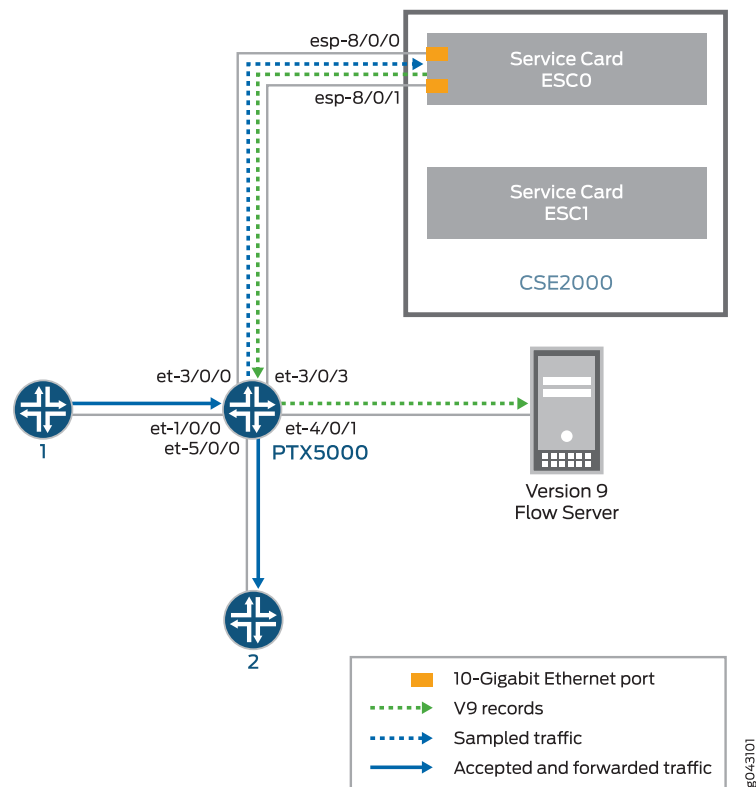 esp-8/0/0
Service Card
ESC0
esp-8/0/1
Service Card
ESC1
CSE2000
et-3/0/0
et-3/0/3
et-1/0/0
et-4/0/1
et-5/0/0
PTX5000
1
Version 9
Flow Server
2
10-Gigabit Ethernet port
V9 records
Sampled traffic
Accepted and forwarded traffic
g043101